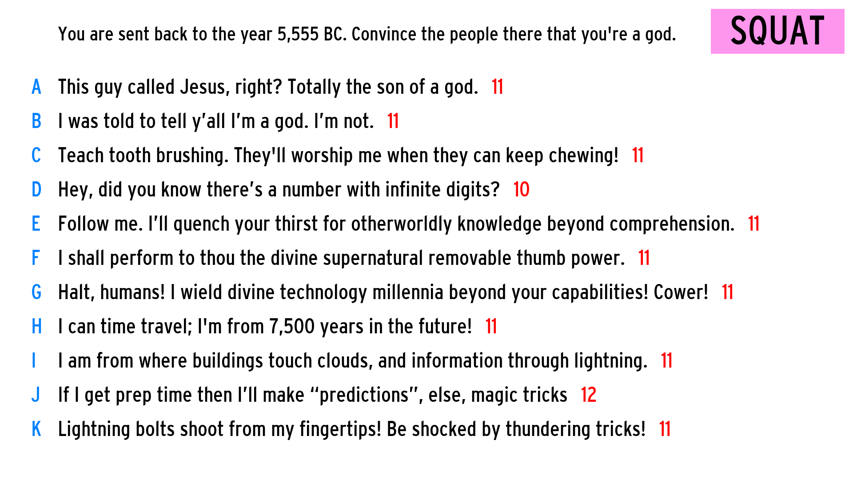 You are sent back to the year 5,555 BC. Convince the people there that you're a god.
SQUAT
A This guy called Jesus, right? Totally the son of a god. 11
B I was told to tell y’all I’m a god. I’m not. 11
C Teach tooth brushing. They'll worship me when they can keep chewing! 11
D Hey, did you know there’s a number with infinite digits? 10
E Follow me. I’ll quench your thirst for otherworldly knowledge beyond comprehension. 11
F I shall perform to thou the divine supernatural removable thumb power. 11
G Halt, humans! I wield divine technology millennia beyond your capabilities! Cower! 11
H I can time travel; I'm from 7,500 years in the future! 11
I I am from where buildings touch clouds, and information through lightning. 11
J If I get prep time then I’ll make “predictions”, else, magic tricks 12
K Lightning bolts shoot from my fingertips! Be shocked by thundering tricks! 11